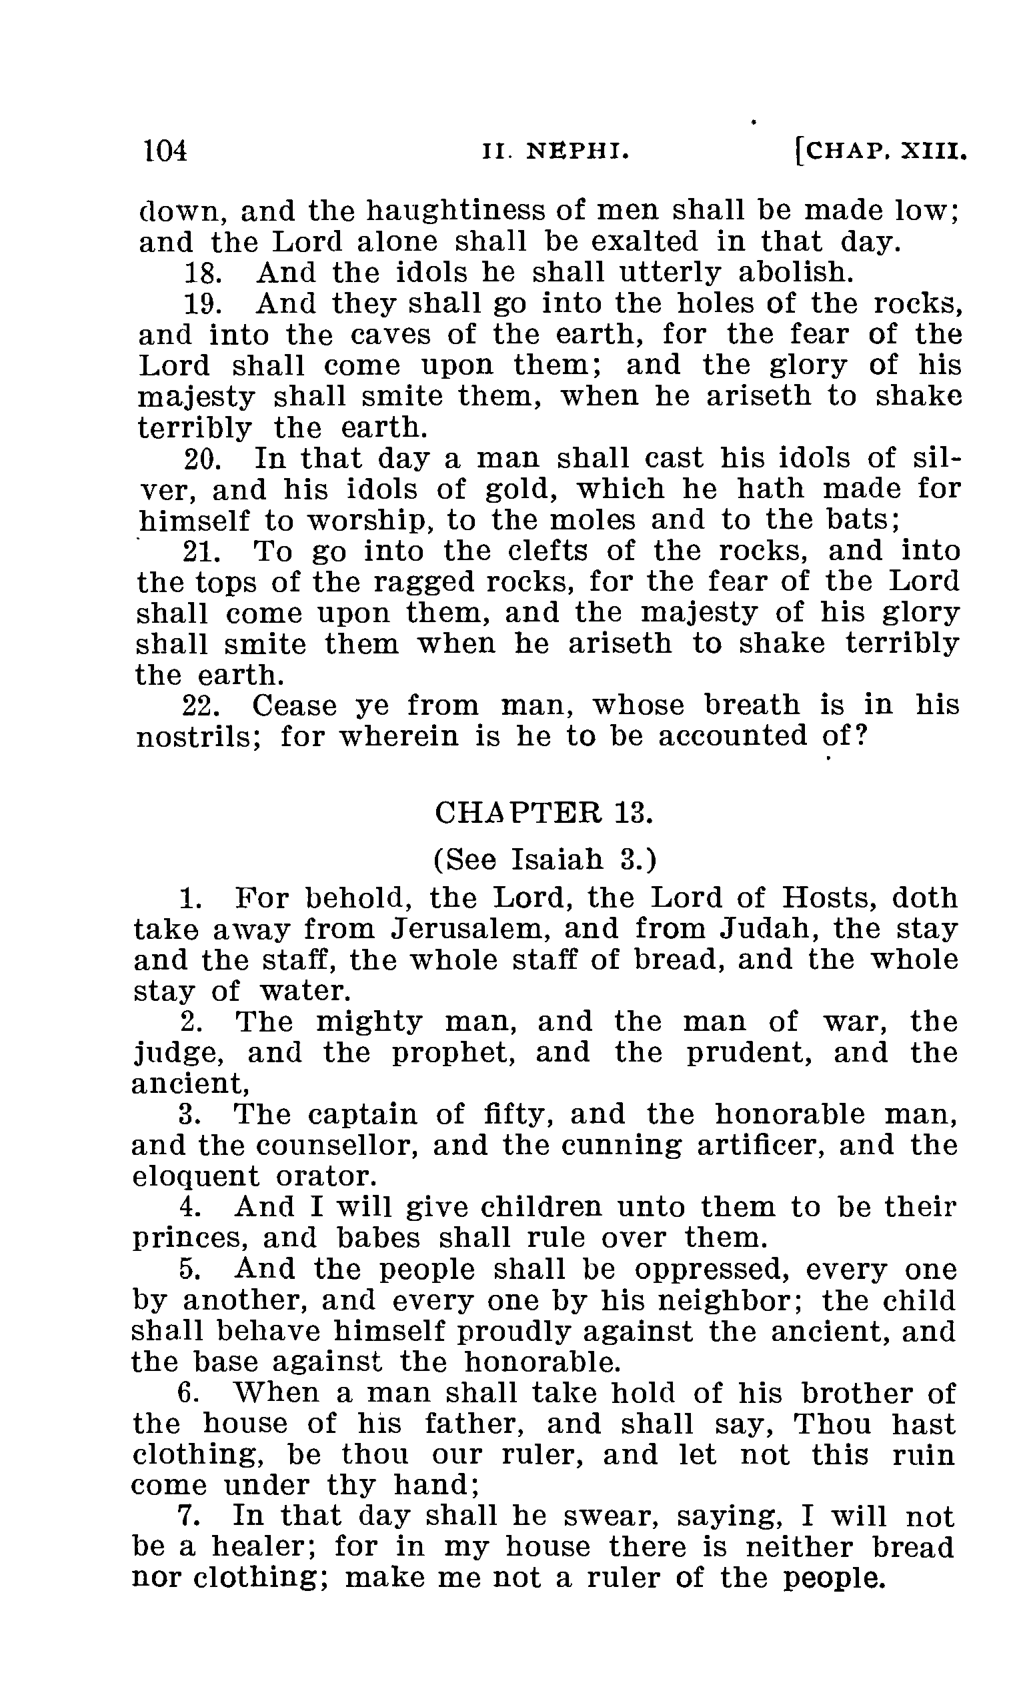 104 II. NEPHI. [CHAP. XIII.
down, and the haughtiness of men shall be made low;
and the Lord alone shall be exalted in that day.
18. And the idols he shall utterly abolish.
19. And they shall go into the holes of the rocks,
and into the caves of the earth, for the fear of the
Lord shall come upon them; and the glory of his
majesty shall smite them, when he ariseth to shake
terribly the earth.
20. In that day a man shall cast his idols of sil-
ver, and his idols of gold, which he hath made for
himself to worship, to the moles and to the bats;
21. To go into the clefts of the rocks, and into
the tops of the ragged rocks, for the fear of the Lord
shall come upon them, and the majesty of his glory
shall smite them when he ariseth to shake terribly
the earth.
22. Cease ye from man, whose breath is in his
nostrils; for wherein is he to be accounted of?
CHAPTER 13.
(See Isaiah 3.)
1. For behold, the Lord, the Lord of Hosts, doth
take away from Jerusalem, and from Judah, the stay
and the staff, the whole staff of bread, and the whole
stay of water.
2. The mighty man, and the man of war, the
judge, and the prophet, and the prudent, and the
ancient,
3. The captain of fifty, and the honorable man,
and the counsellor, and the cunning artificer, and the
eloquent orator.
4. And I will give children unto them to be their
princes, and babes shall rule over them.
5. And the people shall be oppressed, every one
by another, and every one by his neighbor; the child
shall behave himself proudly against the ancient, and
the base against the honorable.
6. When a man shall take hold of his brother of
the house of his father, and shall say, Thou hast
clothing, be thou our ruler, and let not this ruin
come under thy hand;
7. In that day shall he swear, saying, I will not
be a healer; for in my house there is neither bread
nor clothing; make me not a ruler of the people.